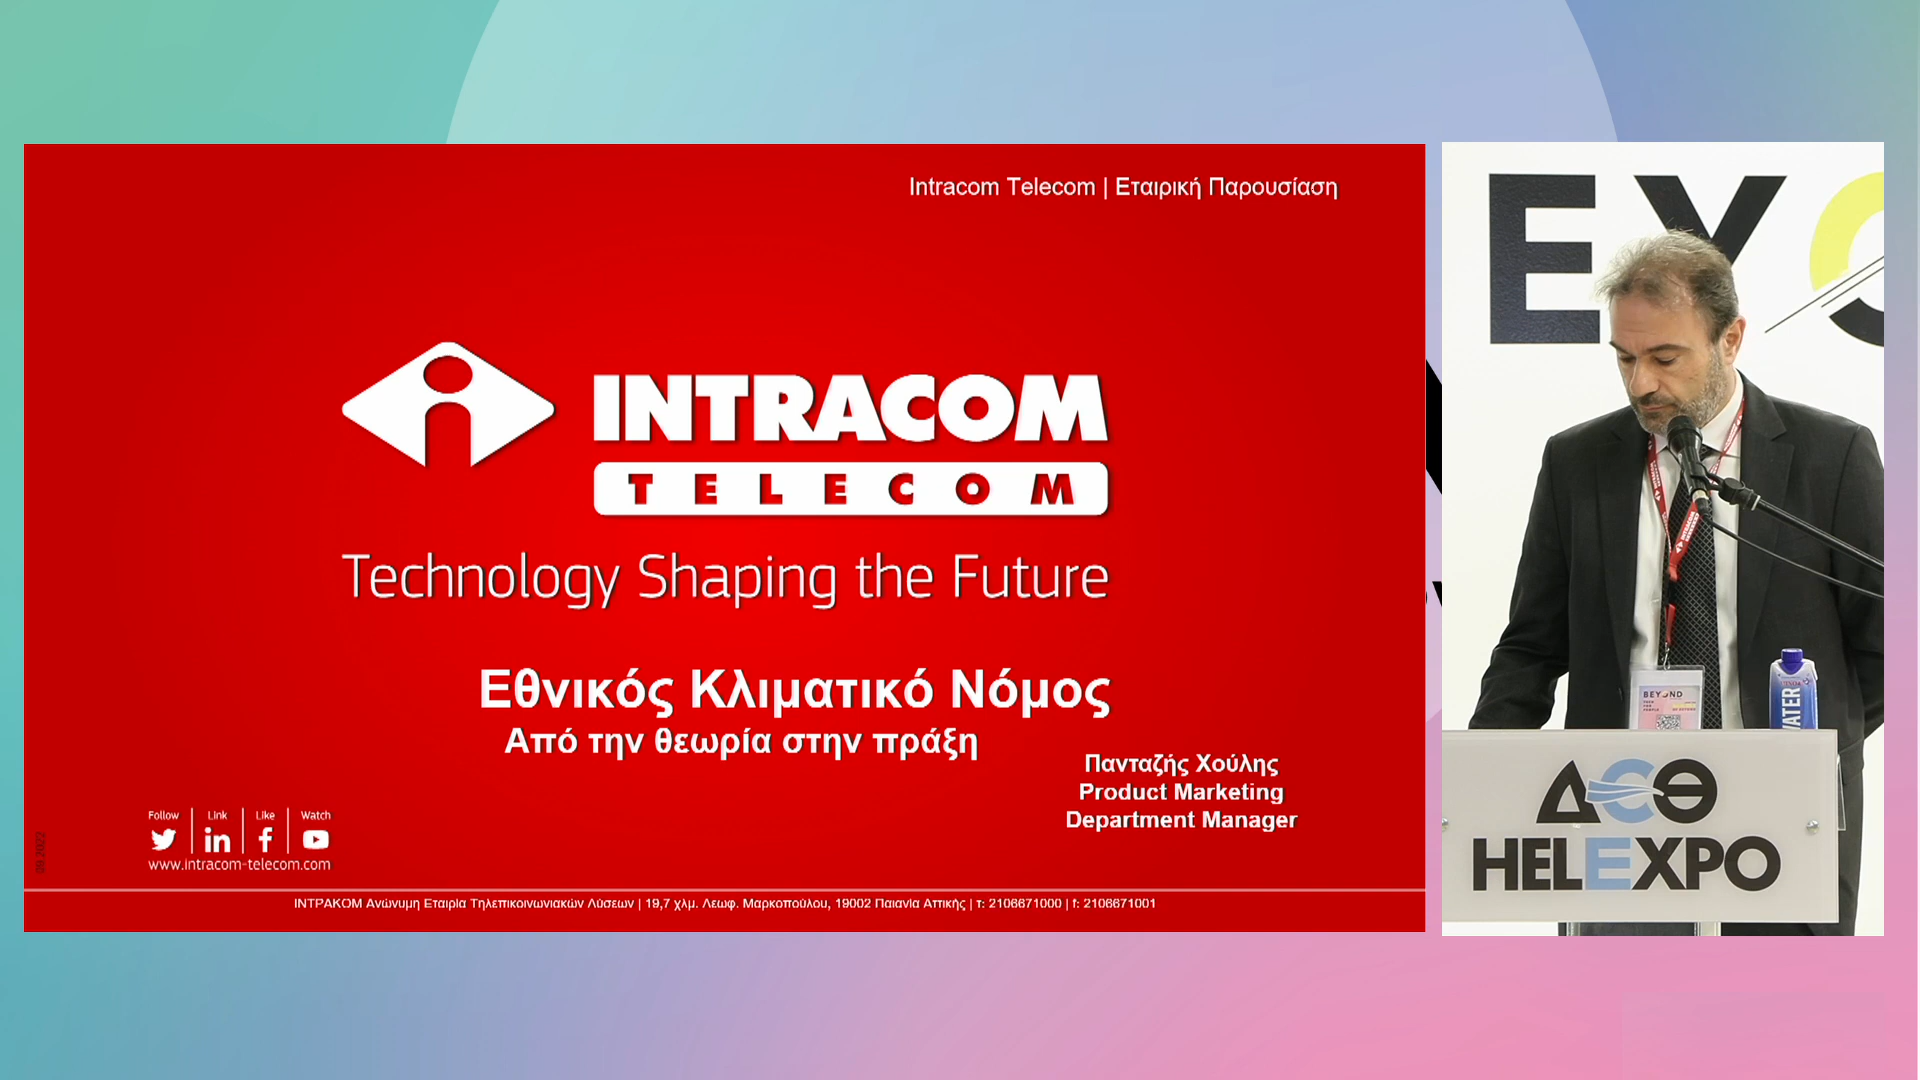 Intracom Telecom | Εταιρική Παρουσίαση
INTRACOM
TELECOM
Technology Shaping the Future
Εθνικός Κλιματικό Νόμος
Από την θεωρία στην πράξη
Πανταζής Χούλης
Product Marketing
Department Manager
Follow Link Like Watch
www.intracom-telecom.com
09.2022
ΙΝΤΡΑΚΟΜ Ανώνυμη Εταιρία Τηλεπικοινωνιακών Λύσεων | 19,7 χλμ. Λεωφ. Μαρκοπούλου, 19002 Παιανία Αττικής | τ: 2106671000 | f: 2106671001
BEYOND
WATER
ΔΕΘ
HELEXPO